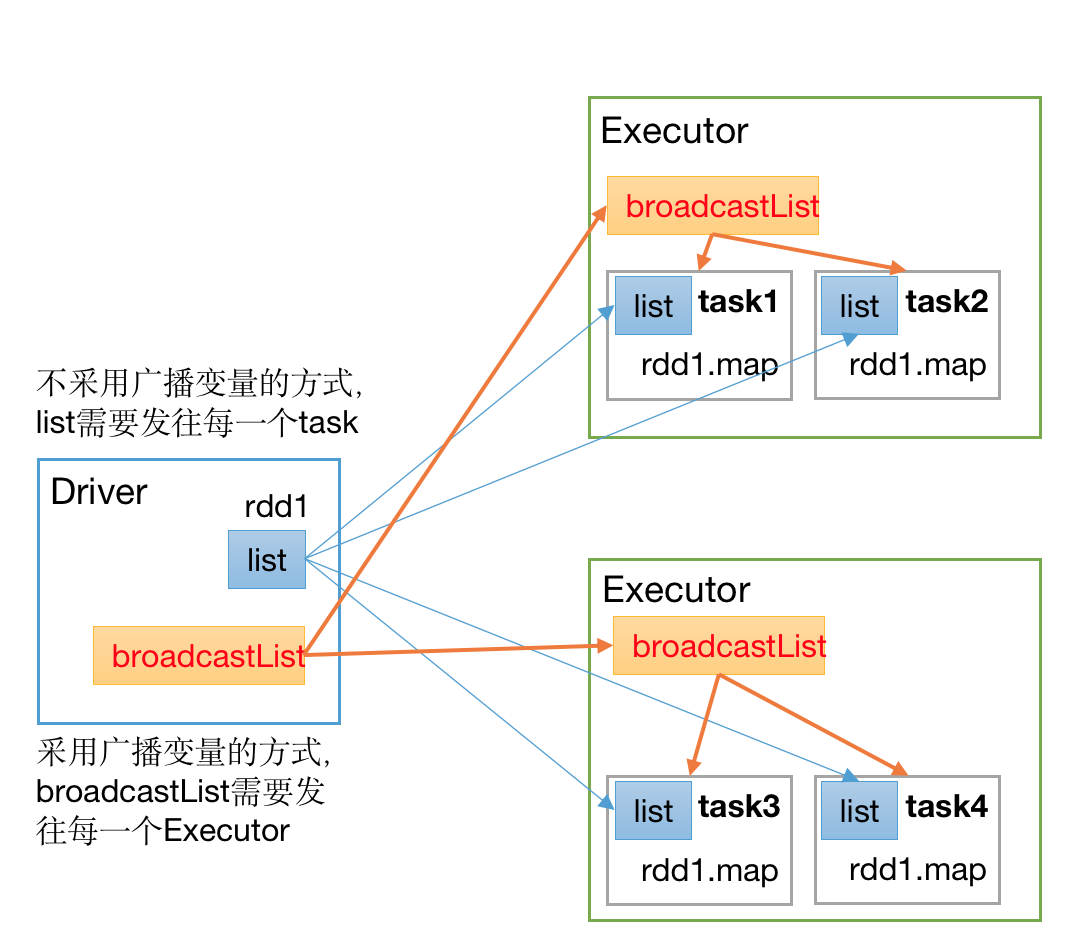 Executor
broadcastList
list
task1
rdd1.map
list
task2
rdd1.map
不采用广播变量的方式,
list需要发往每一个task
Driver
rdd1
list
broadcastList
采用广播变量的方式,
broadcastList需要发
往每一个Executor
Executor
broadcastList
list
task3
rdd1.map
list
task4
rdd1.map